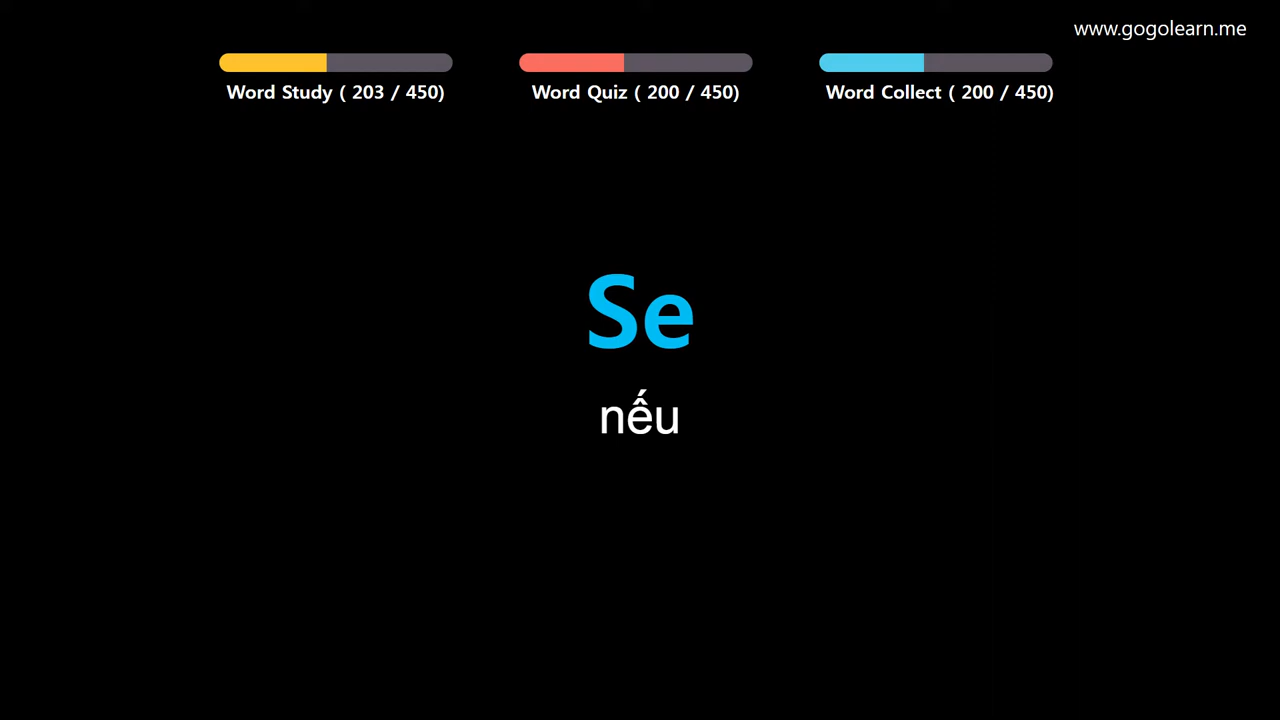 www.gogolearn.me
Word Study ( 203 / 450)
Word Quiz ( 200 / 450)
Word Collect ( 200 / 450)
Se
nếu